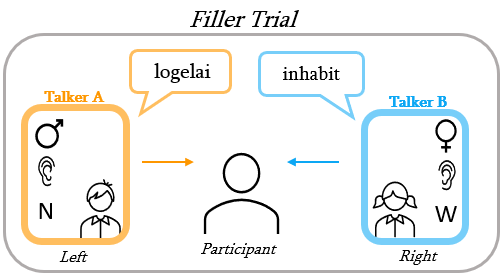 Filler Trial
logelai
inhabit
Talker A
Talker B
N
W
Left
Participant
Right